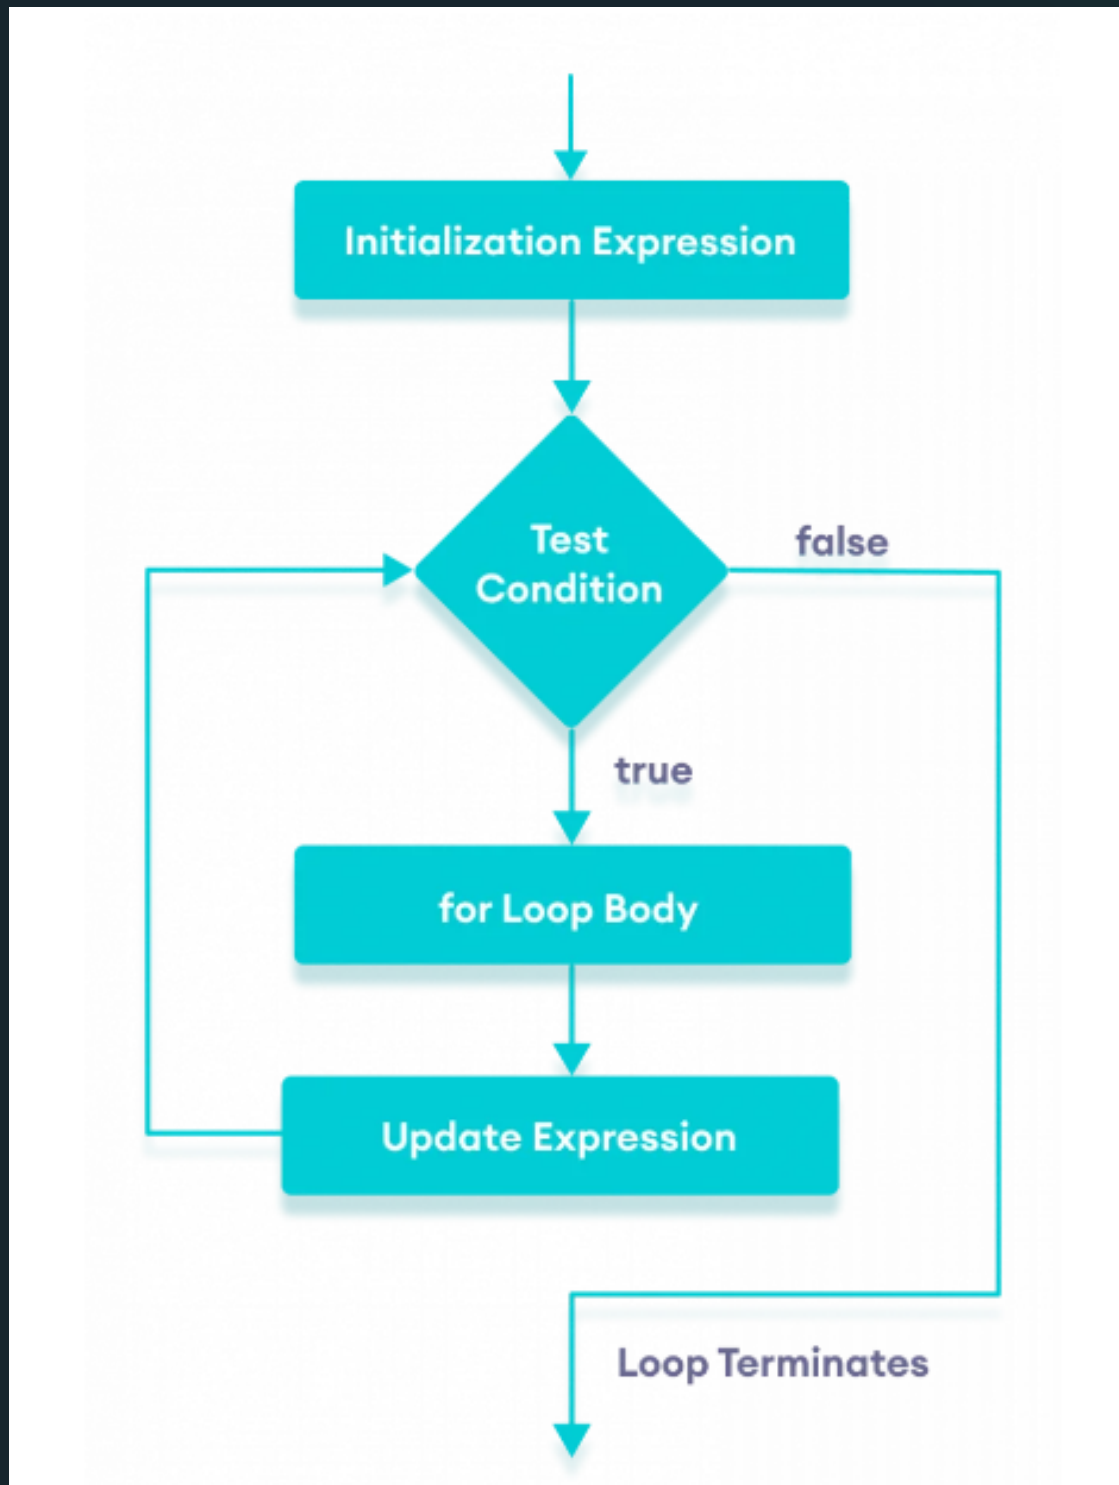 Initialization Expression
Test
Condition
false
true
for Loop Body
Update Expression
Loop Terminates